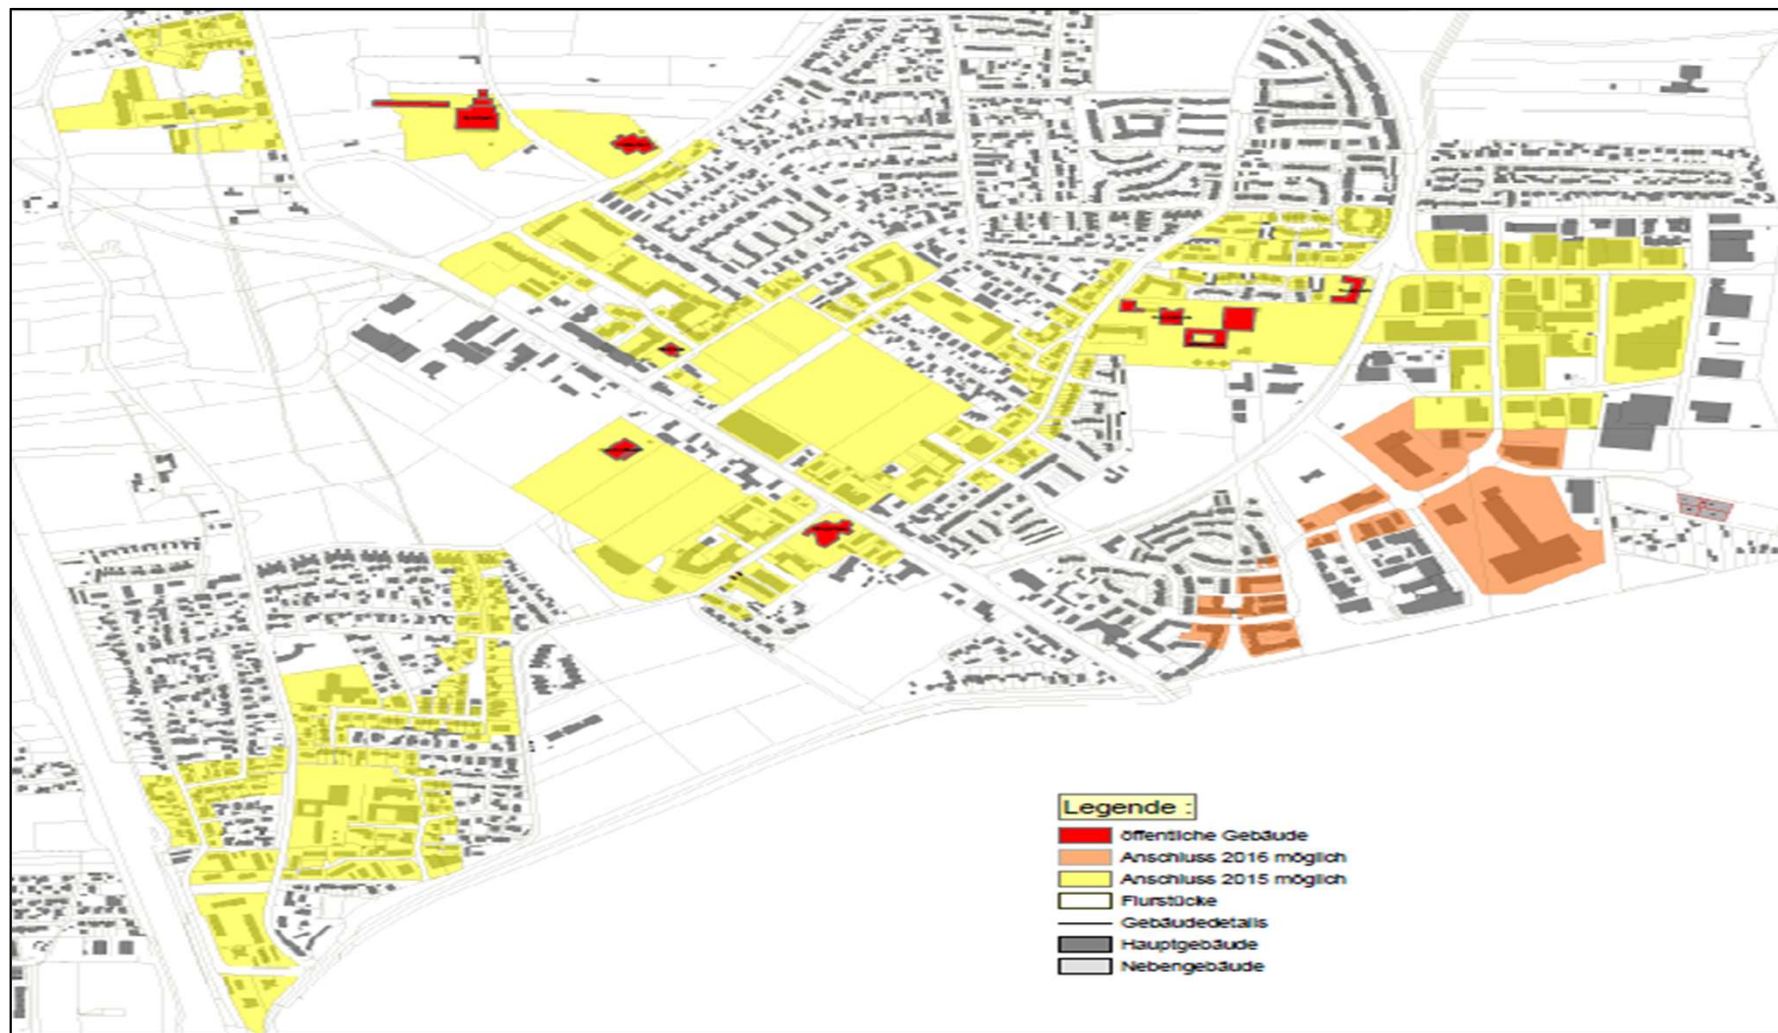 Legende :
öffentliche Gebäude
Anschluss 2016 möglich
Anschluss 2015 möglich
Flurstücke
Gebäudedetails
Hauptgebäude
Nebengebäude